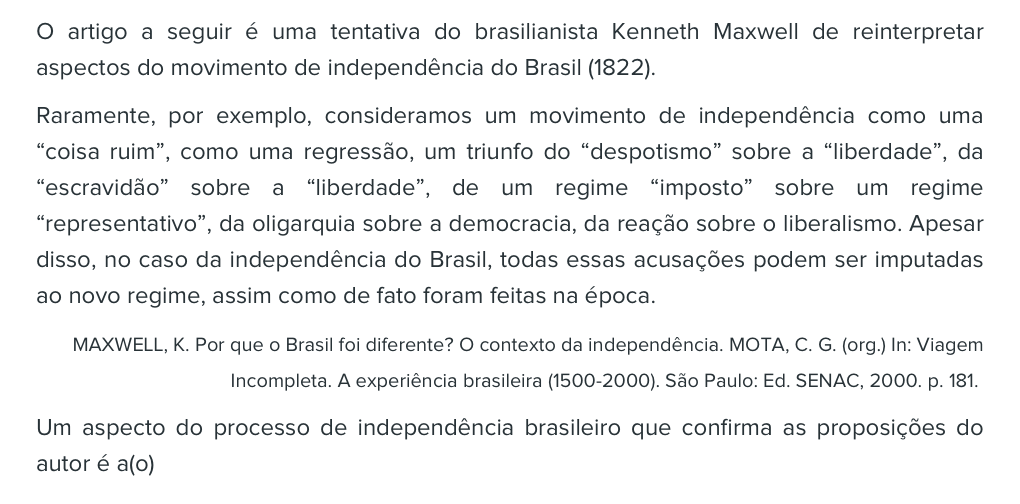 O artigo a seguir é uma tentativa do brasilianista Kenneth Maxwell de reinterpretar
aspectos do movimento de independência do Brasil (1822).
Raramente, por exemplo, consideramos um movimento de independência como uma
“coisa ruim”, como uma regressão, um triunfo do “despotismo” sobre a “liberdade”, da
“escravidão” sobre a “liberdade”, de um regime “imposto” sobre um regime
“representativo”, da oligarquia sobre a democracia, da reação sobre o liberalismo. Apesar
disso, no caso da independência do Brasil, todas essas acusações podem ser imputadas
ao novo regime, assim como de fato foram feitas na época.
MAXWELL, K. Por que o Brasil foi diferente? O contexto da independência. MOTA, C. G. (org.) In: Viagem
Incompleta. A experiência brasileira (1500-2000). São Paulo: Ed. SENAC, 2000. p. 181.
Um aspecto do processo de independência brasileiro que confirma as proposições do
autor é a(o)